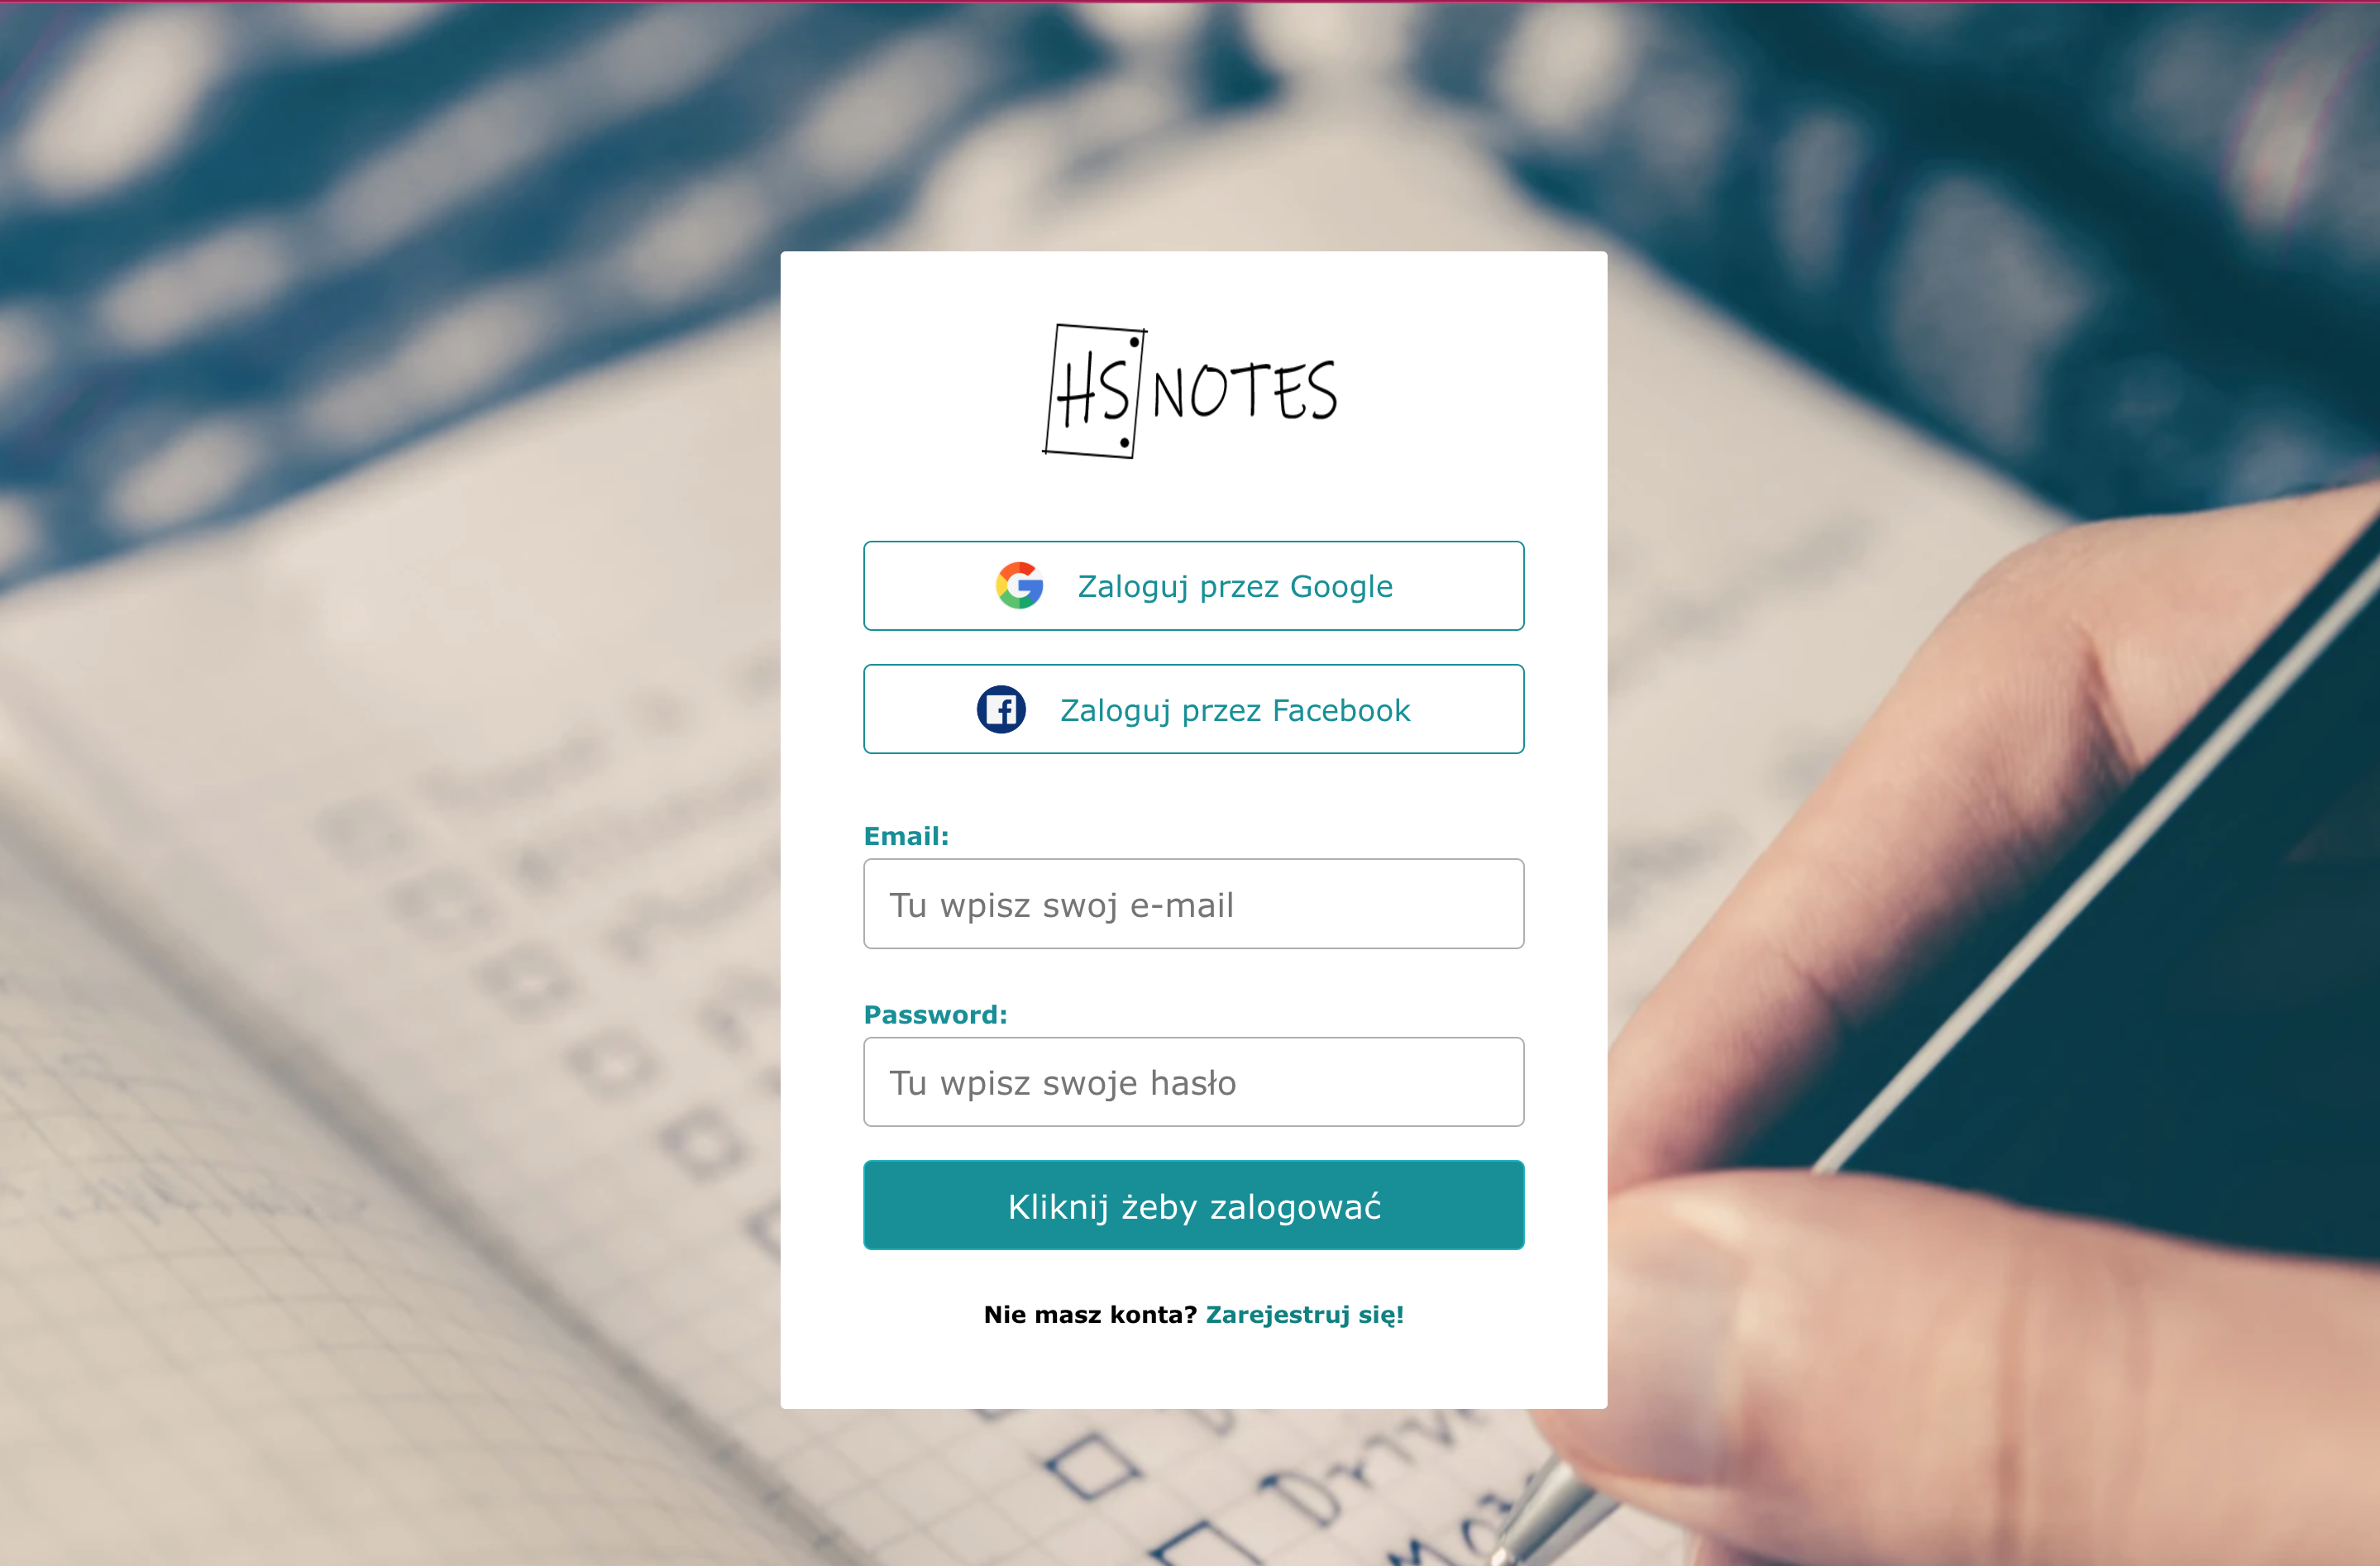 HS NOTES
Zaloguj przez Google
Zaloguj przez Facebook
Email:
Tu wpisz swoj e-mail
Password:
Tu wpisz swoje hasło
Kliknij żeby zalogować
Nie masz konta? Zarejestruj się!